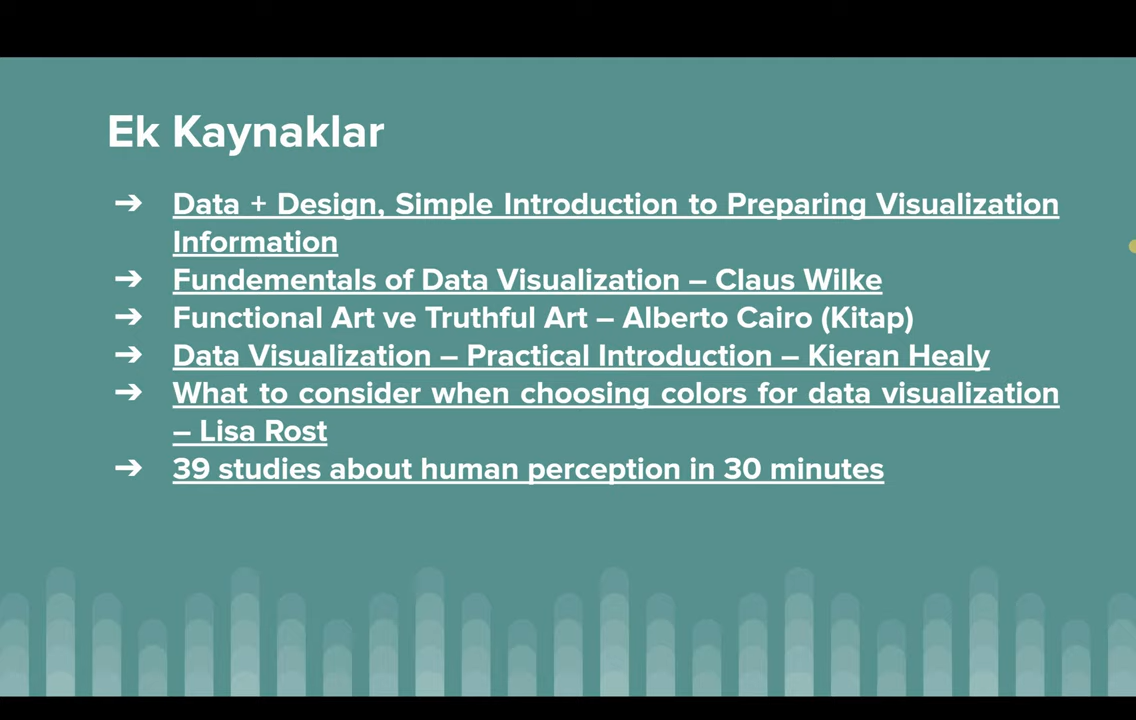 Ek Kaynaklar
➔ Data + Design, Simple Introduction to Preparing Visualization
Information
➔ Fundementals of Data Visualization – Claus Wilke
➔ Functional Art ve Truthful Art – Alberto Cairo (Kitap)
➔ Data Visualization – Practical Introduction – Kieran Healy
➔ What to consider when choosing colors for data visualization
– Lisa Rost
➔ 39 studies about human perception in 30 minutes